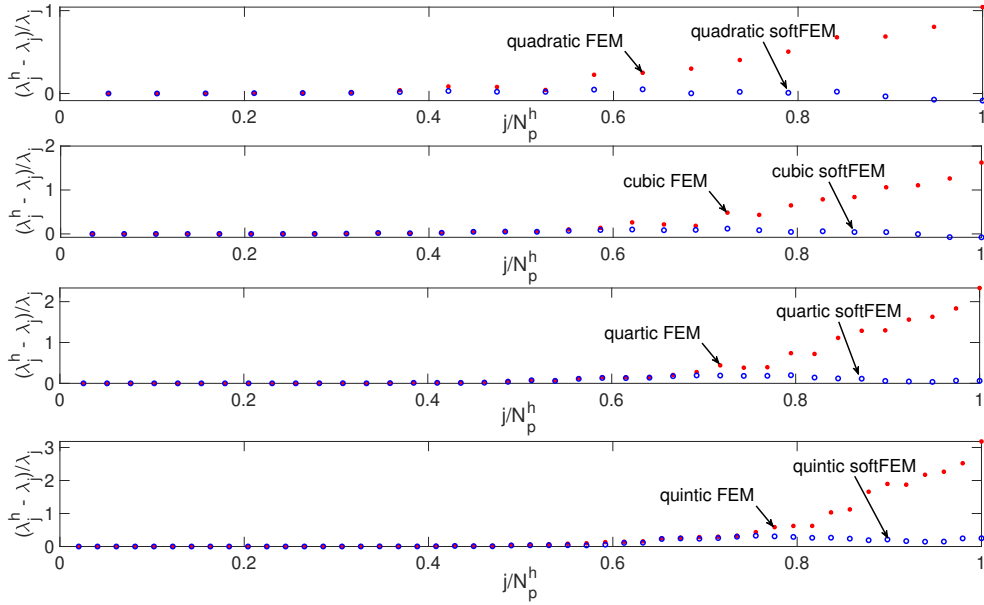 1
0
(λ_j^h - λ_j)/λ_j
quadratic FEM
quadratic softFEM
0 0.2 0.4 0.6 0.8 1
j/N_p^h
2
1
0
(λ_j^h - λ_j)/λ_j
cubic FEM
cubic softFEM
0 0.2 0.4 0.6 0.8 1
j/N_p^h
2
1
0
(λ_j^h - λ_j)/λ_j
quartic FEM
quartic softFEM
0 0.2 0.4 0.6 0.8 1
j/N_p^h
3
2
1
0
(λ_j^h - λ_j)/λ_j
quintic FEM
quintic softFEM
0 0.2 0.4 0.6 0.8 1
j/N_p^h